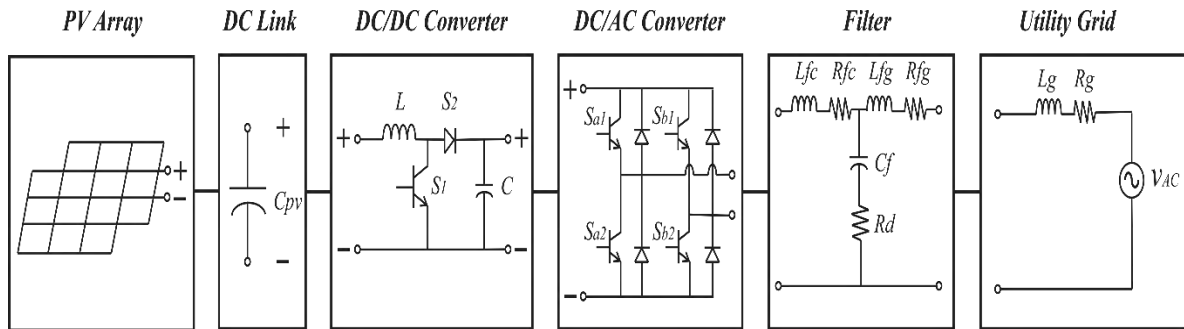 PV Array
DC Link
DC/DC Converter
DC/AC Converter
Filter
Utility Grid
+
−
+
Cpv
−
L
S2
+
+
S1
C
−
−
+
Sa1
Sb1
Sa2
Sb2
−
Lfc Rfc Lfg Rfg
Cf
Rd
Lg Rg
VAC